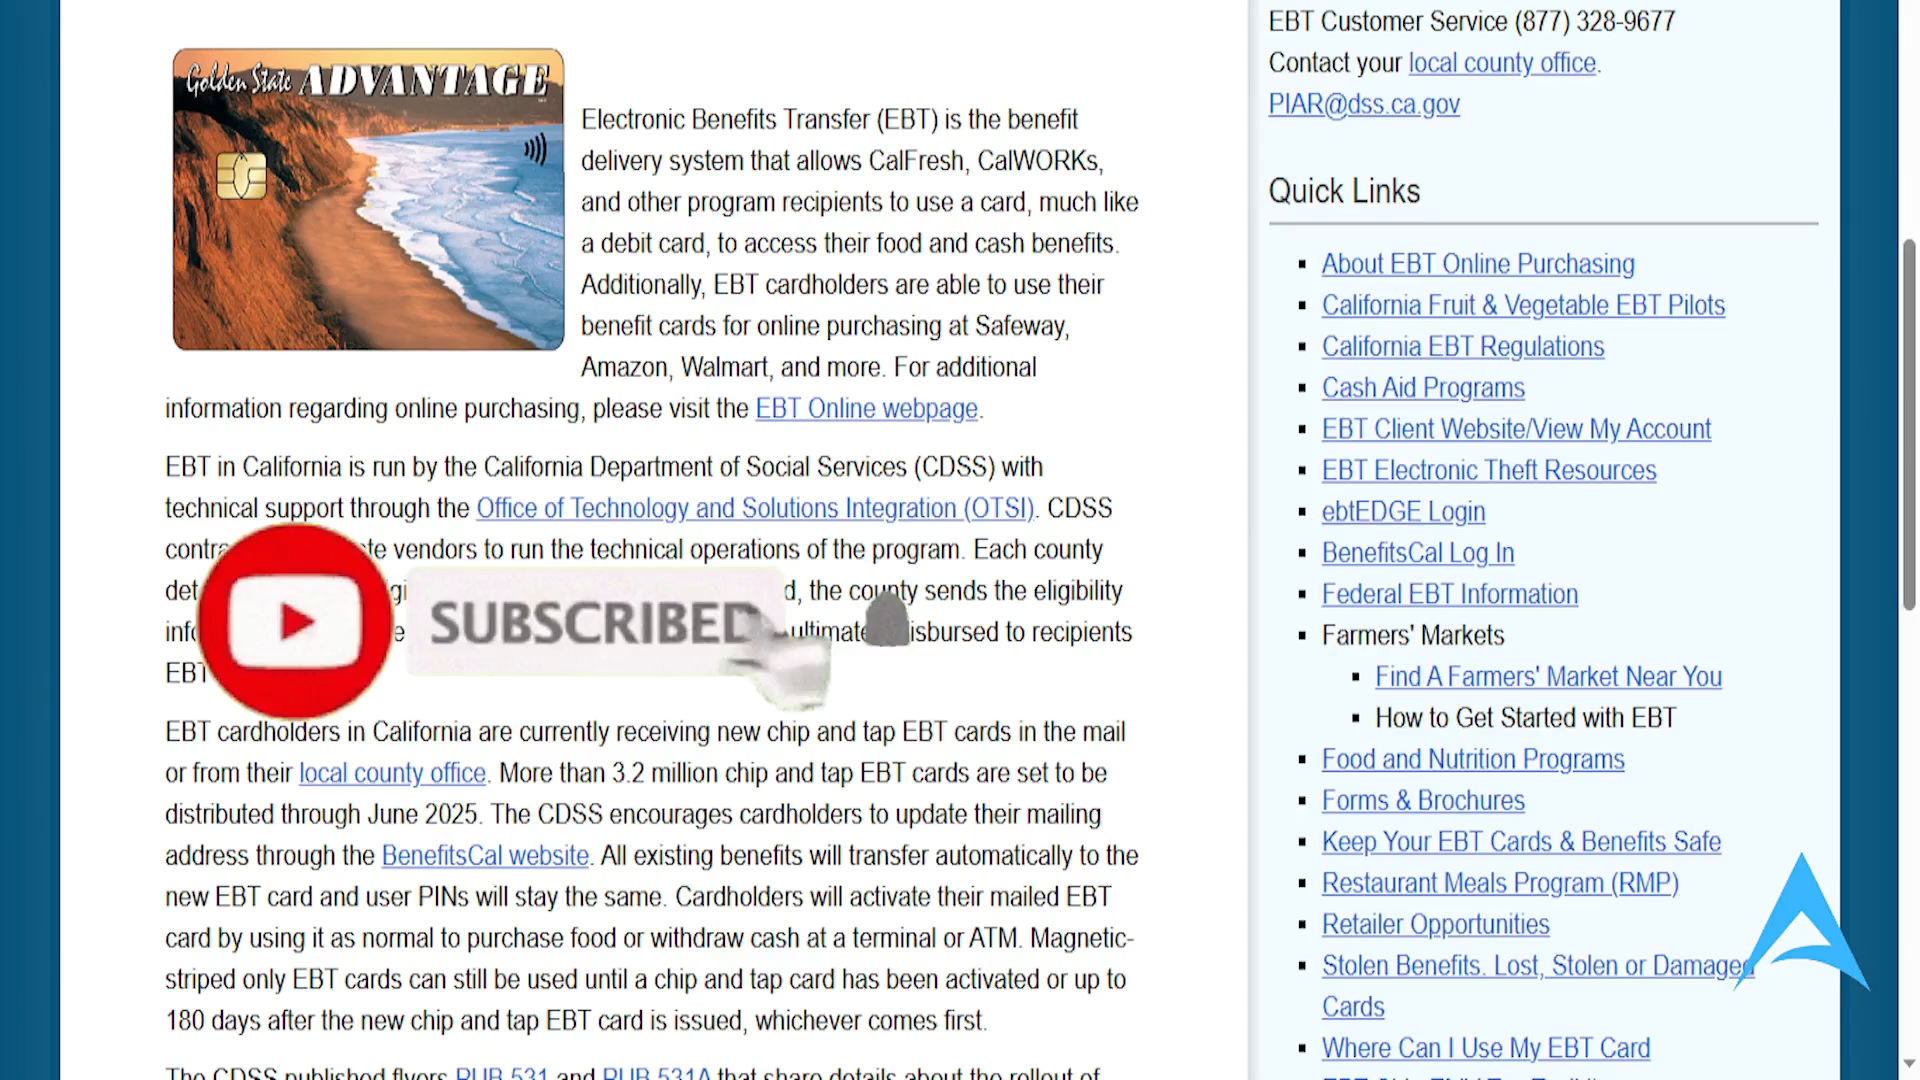 Golden State ADVANTAGE
Electronic Benefits Transfer (EBT) is the benefit
delivery system that allows CalFresh, CalWORKs,
and other program recipients to use a card, much like
a debit card, to access their food and cash benefits.
Additionally, EBT cardholders are able to use their
benefit cards for online purchasing at Safeway,
Amazon, Walmart, and more. For additional
information regarding online purchasing, please visit the EBT Online webpage.
EBT in California is run by the California Department of Social Services (CDSS) with
technical support through the Office of Technology and Solutions Integration (OTSI). CDSS
vendors to run the technical operations of the program. Each county
the county sends the eligibility
to recipients
EBT
SUBSCRIBED
EBT cardholders in California are currently receiving new chip and tap EBT cards in the mail
or from their local county office. More than 3.2 million chip and tap EBT cards are set to be
distributed through June 2025. The CDSS encourages cardholders to update their mailing
address through the BenefitsCal website. All existing benefits will transfer automatically to the
new EBT card and user PINs will stay the same. Cardholders will activate their mailed EBT
card by using it as normal to purchase food or withdraw cash at a terminal or ATM. Magnetic-
striped only EBT cards can still be used until a chip and tap card has been activated or up to
180 days after the new chip and tap EBT card is issued, whichever comes first.
The CDSS published flyers PUB 531 and PUB 531A that share details about the rollout of
EBT Customer Service (877) 328-9677
Contact your local county office.
PIAR@dss.ca.gov
Quick Links
About EBT Online Purchasing
California Fruit & Vegetable EBT Pilots
California EBT Regulations
Cash Aid Programs
EBT Client Website/View My Account
EBT Electronic Theft Resources
ebtEDGE Login
BenefitsCal Log In
Federal EBT Information
Farmers' Markets
Find A Farmers' Market Near You
How to Get Started with EBT
Food and Nutrition Programs
Forms & Brochures
Keep Your EBT Cards & Benefits Safe
Restaurant Meals Program (RMP)
Retailer Opportunities
Stolen Benefits. Lost, Stolen or Damaged
Cards
Where Can I Use My EBT Card